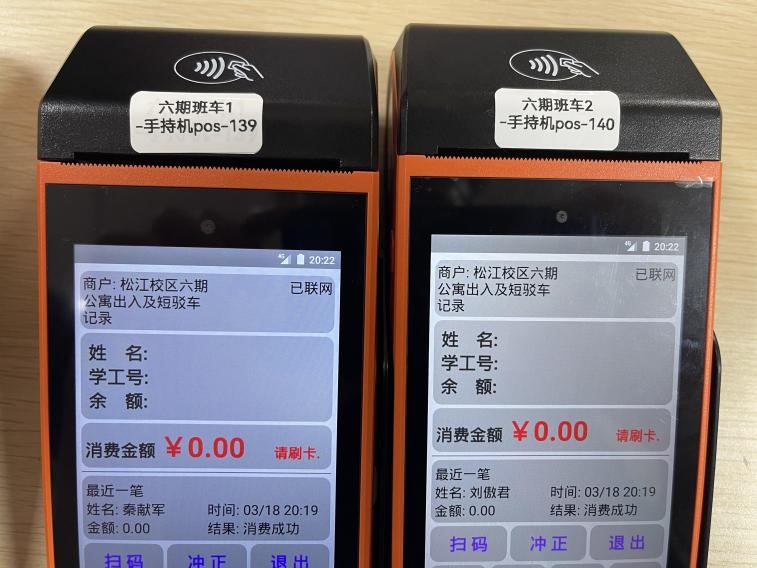 六期班车1
-手持机pos-139
4G 20:22
商户: 松江校区六期 已联网
公寓出入及短驳车
记录
姓 名:
学工号:
余 额:
消费金额 ￥0.00 请刷卡.
最近一笔
姓名: 秦献军 时间: 03/18 20:19
金额: 0.00 结果: 消费成功
扫码 冲正 退出
六期班车2
-手持机pos-140
4G 20:22
商户: 松江校区六期 已联网
公寓出入及短驳车
记录
姓 名:
学工号:
余 额:
消费金额 ￥0.00 请刷卡.
最近一笔
姓名: 刘傲君 时间: 03/18 20:19
金额: 0.00 结果: 消费成功
扫码 冲正 退出